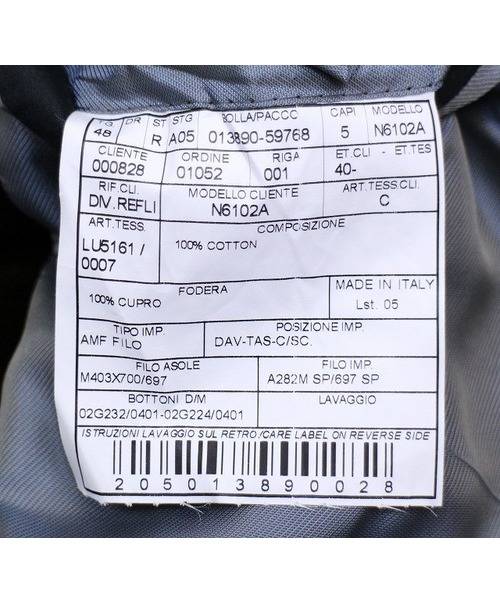 TG DR ST STG BOLLA/PACCO CAPI MODELLO
48 R A05 013890-59768 5 N6102A
CLIENTE ORDINE RIGA ET.CLI - ET.TES
000828 01052 001 40-
RIF.CLI. MODELLO CLIENTE ART.TESS.CLI.
DIV.REFLI N6102A C
ART.TESS. COMPOSIZIONE
LU5161 / 100% COTTON
0007
FODERA MADE IN ITALY
100% CUPRO Lst. 05
TIPO IMP. POSIZIONE IMP.
AMF FILO DAV-TAS-C/SC.
FILO ASOLE FILO IMP.
M403X700/697 A282M SP/697 SP
BOTTONI D/M LAVAGGIO
02G232/0401-02G224/0401
ISTRUZIONI LAVAGGIO SUL RETRO /CARE LABEL ON REVERSE SIDE
2050138900028